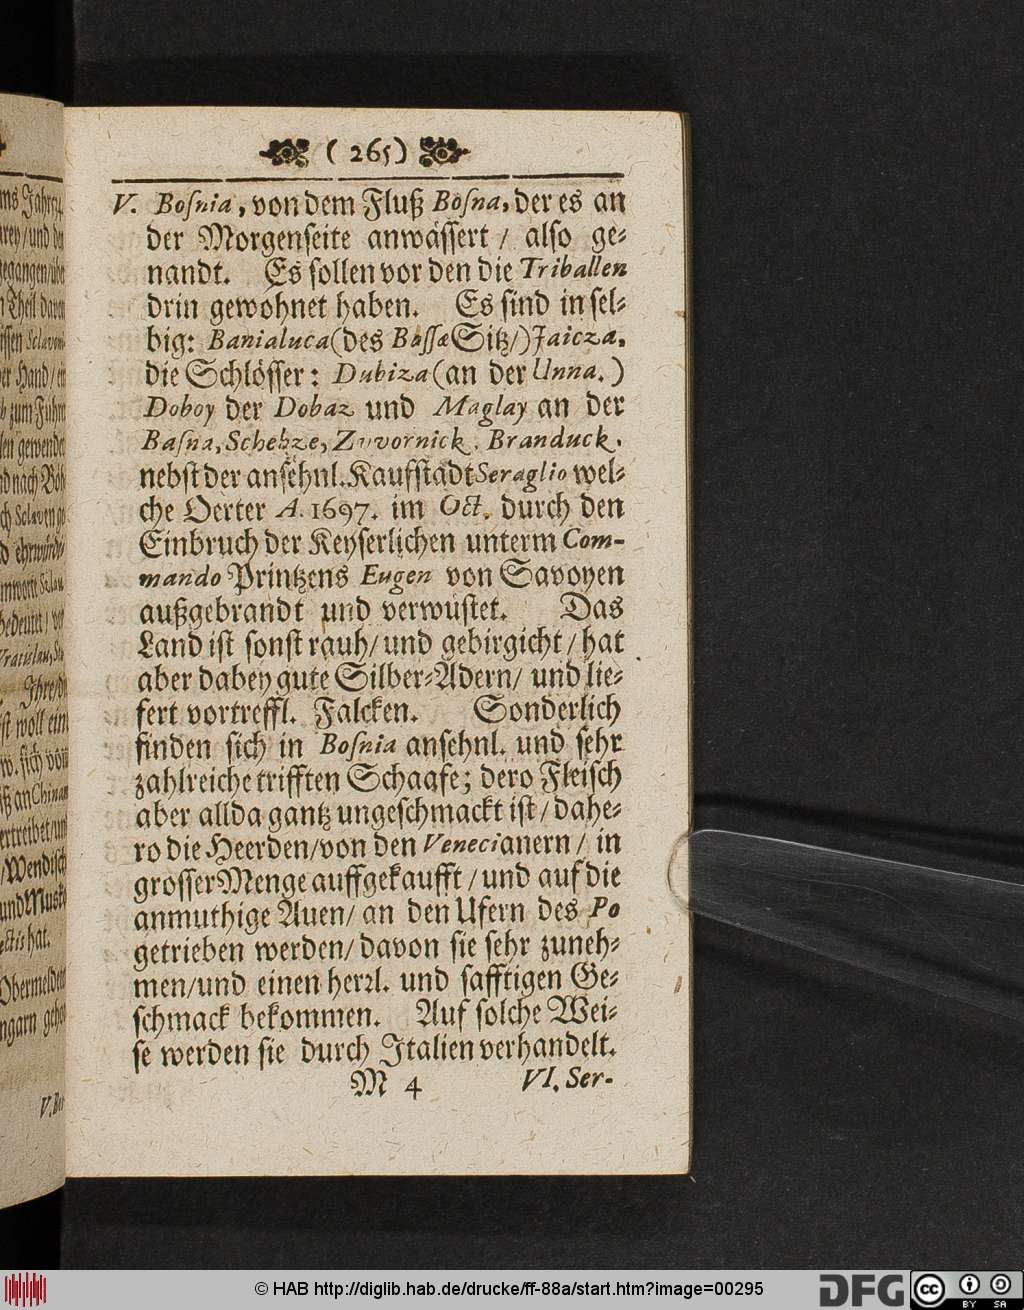 ( 265 )
V. Boſnia, von dem Fluß Boſna, der es an
der Morgenseite anwässert / also ge⸗
nandt. Es sollen vor den die Triballen
drin gewohnet haben. Es sind in sel⸗
big: Banialuca (des Baſſæ Sitz/) Jaicza.
die Schlösser: Dubiza (an der Unna.)
Doboy der Dobaz und Maglay an der
Baſna, Schebze, Zvvornick. Branduck.
nebst der ansehnl. Kauffstadt Seraglio wel⸗
che Oerter A. 1697. im Oct. durch den
Einbruch der Keyserlichen unterm Com-
mando Printzens Eugen von Savoyen
außgebrandt und verwüstet. Das
Land ist sonst rauh/ und gebirgicht / hat
aber dabey gute Silber⸗Adern/ und lie⸗
fert vortreffl. Falcken. Sonderlich
finden sich in Boſnia ansehnl. und sehr
zahlreiche trifften Schaafe; dero Fleisch
aber allda gantz ungeschmackt ist / dahe⸗
ro die Heerden/ von den Venecianern / in
grosser Menge auffgekaufft / und auf die
anmuthige Auen/ an den Ufern des Po
getrieben werden/ davon sie sehr zuneh⸗
men/ und einen herrl. und safftigen Ge⸗
schmack bekommen. Auf solche Wei⸗
se werden sie durch Italien verhandelt.
M 4 VI. Ser-
© HAB http://diglib.hab.de/drucke/ff-88a/start.htm?image=00295
DFG
cc BY SA